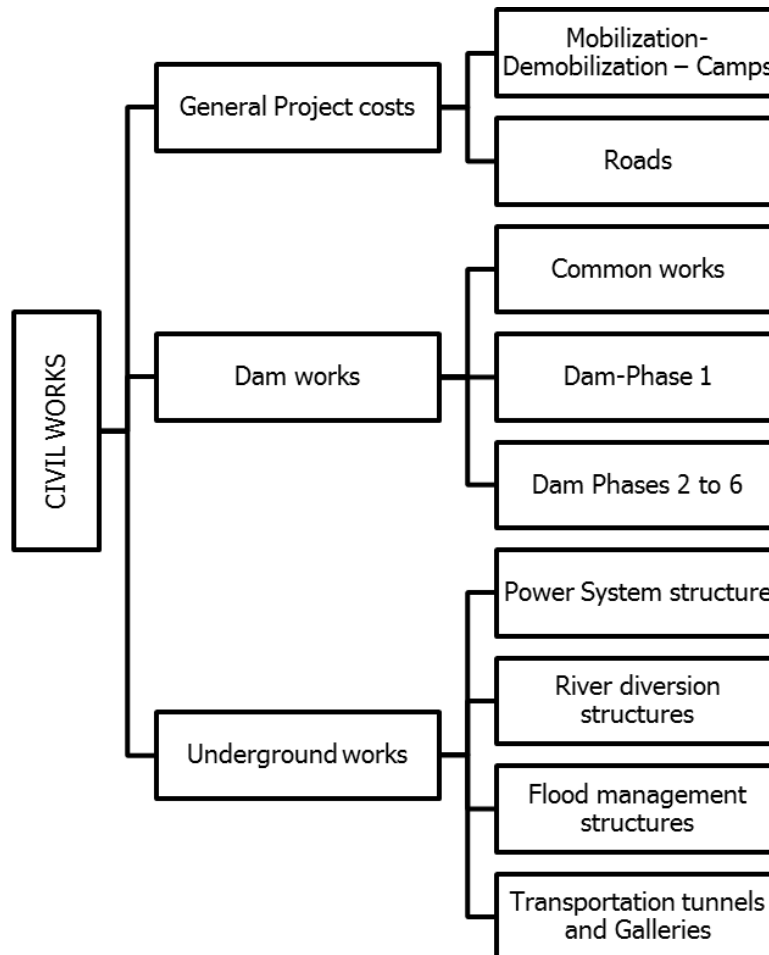 CIVIL WORKS
General Project costs
Mobilization-
Demobilization – Camps
Roads
Dam works
Common works
Dam-Phase 1
Dam Phases 2 to 6
Underground works
Power System structure
River diversion
structures
Flood management
structures
Transportation tunnels
and Galleries